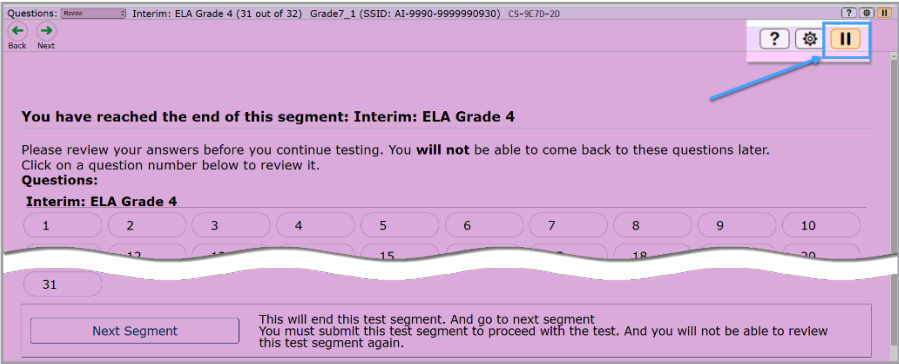 Questions: Review Interim: ELA Grade 4 (31 out of 32) Grade7_1 (SSID: AI-9990-9999990930) CS-9E7D-2D ?
Back Next
?
You have reached the end of this segment: Interim: ELA Grade 4
Please review your answers before you continue testing. You will not be able to come back to these questions later.
Click on a question number below to review it.
Questions:
Interim: ELA Grade 4
1 2 3 4 5 6 7 8 9 10
12 15 18 20
31
Next Segment
This will end this test segment. And go to next segment
You must submit this test segment to proceed with the test. And you will not be able to review
this test segment again.